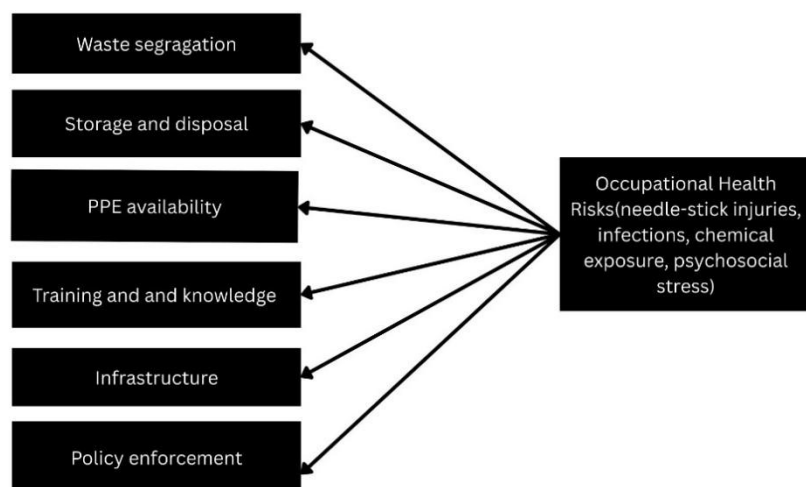 Waste segragation
Storage and disposal
PPE availability
Training and and knowledge
Infrastructure
Policy enforcement
Occupational Health
Risks(needle-stick injuries,
infections, chemical
exposure, psychosocial
stress)